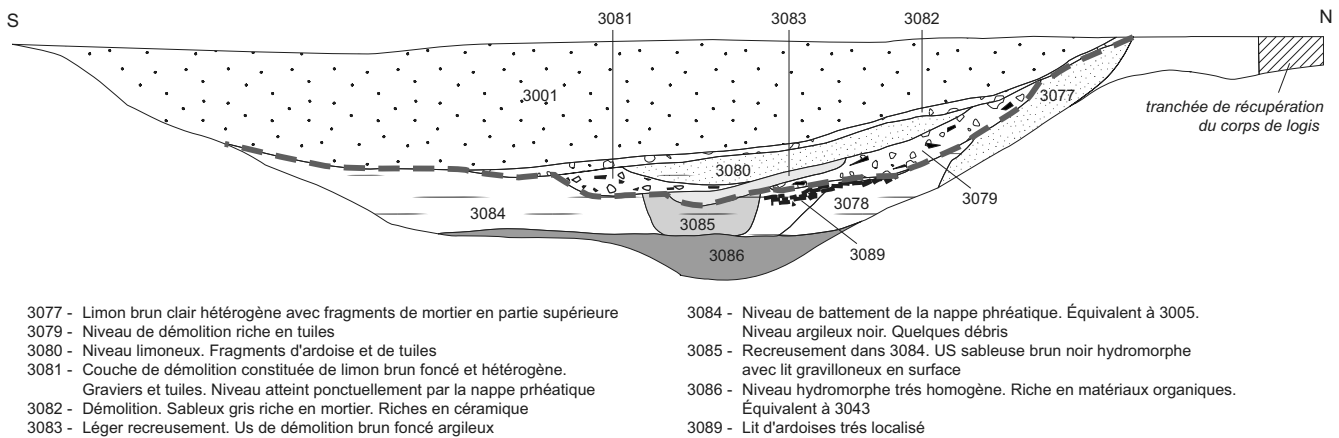 S
3081
3083
3082
N
3001
3077
tranchée de récupération
du corps de logis
3080
3079
3084
3078
3085
3089
3086
3077 - Limon brun clair hétérogène avec fragments de mortier en partie supérieure
3079 - Niveau de démolition riche en tuiles
3080 - Niveau limoneux. Fragments d'ardoise et de tuiles
3081 - Couche de démolition constituée de limon brun foncé et hétérogène.
Graviers et tuiles. Niveau atteint ponctuellement par la nappe prhéatique
3082 - Démolition. Sableux gris riche en mortier. Riches en céramique
3083 - Léger recreusement. Us de démolition brun foncé argileux
3084 - Niveau de battement de la nappe phréatique. Équivalent à 3005.
Niveau argileux noir. Quelques débris
3085 - Recreusement dans 3084. US sableuse brun noir hydromorphe
avec lit gravilloneux en surface
3086 - Niveau hydromorphe trés homogène. Riche en matériaux organiques.
Équivalent à 3043
3089 - Lit d'ardoises trés localisé